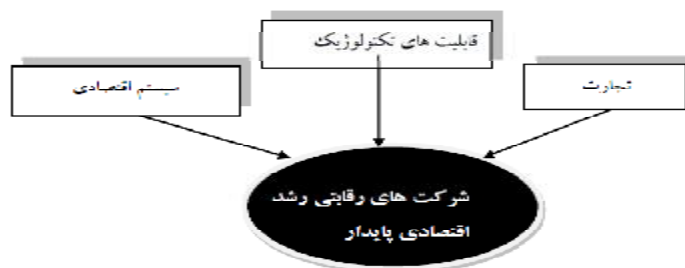 قابلیت های تکنولوژیک
تجارت
سیستم اقتصادی
شرکت های رقابتی رشد
اقتصادی پایدار